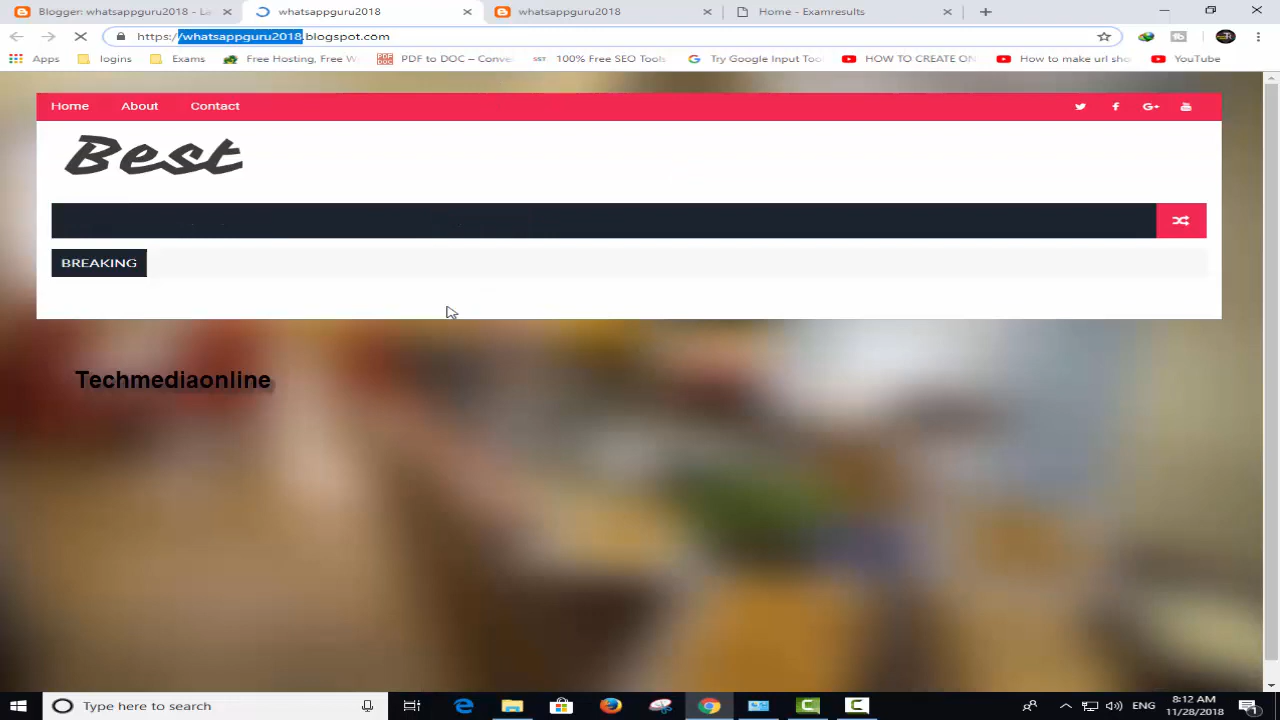 Blogger: whatsappguru2018 - La
whatsappguru2018
whatsappguru2018
Home - Examresults
https://whatsappguru2018.blogspot.com
Apps
logins
Exams
Free Hosting, Free W
PDF to DOC – Conve
100% Free SEO Tools
Try Google Input Too
HOW TO CREATE ON
How to make url sho
YouTube
Home
About
Contact
Best
BREAKING
Techmediaonline
Type here to search
ENG
8:12 AM
11/28/2018